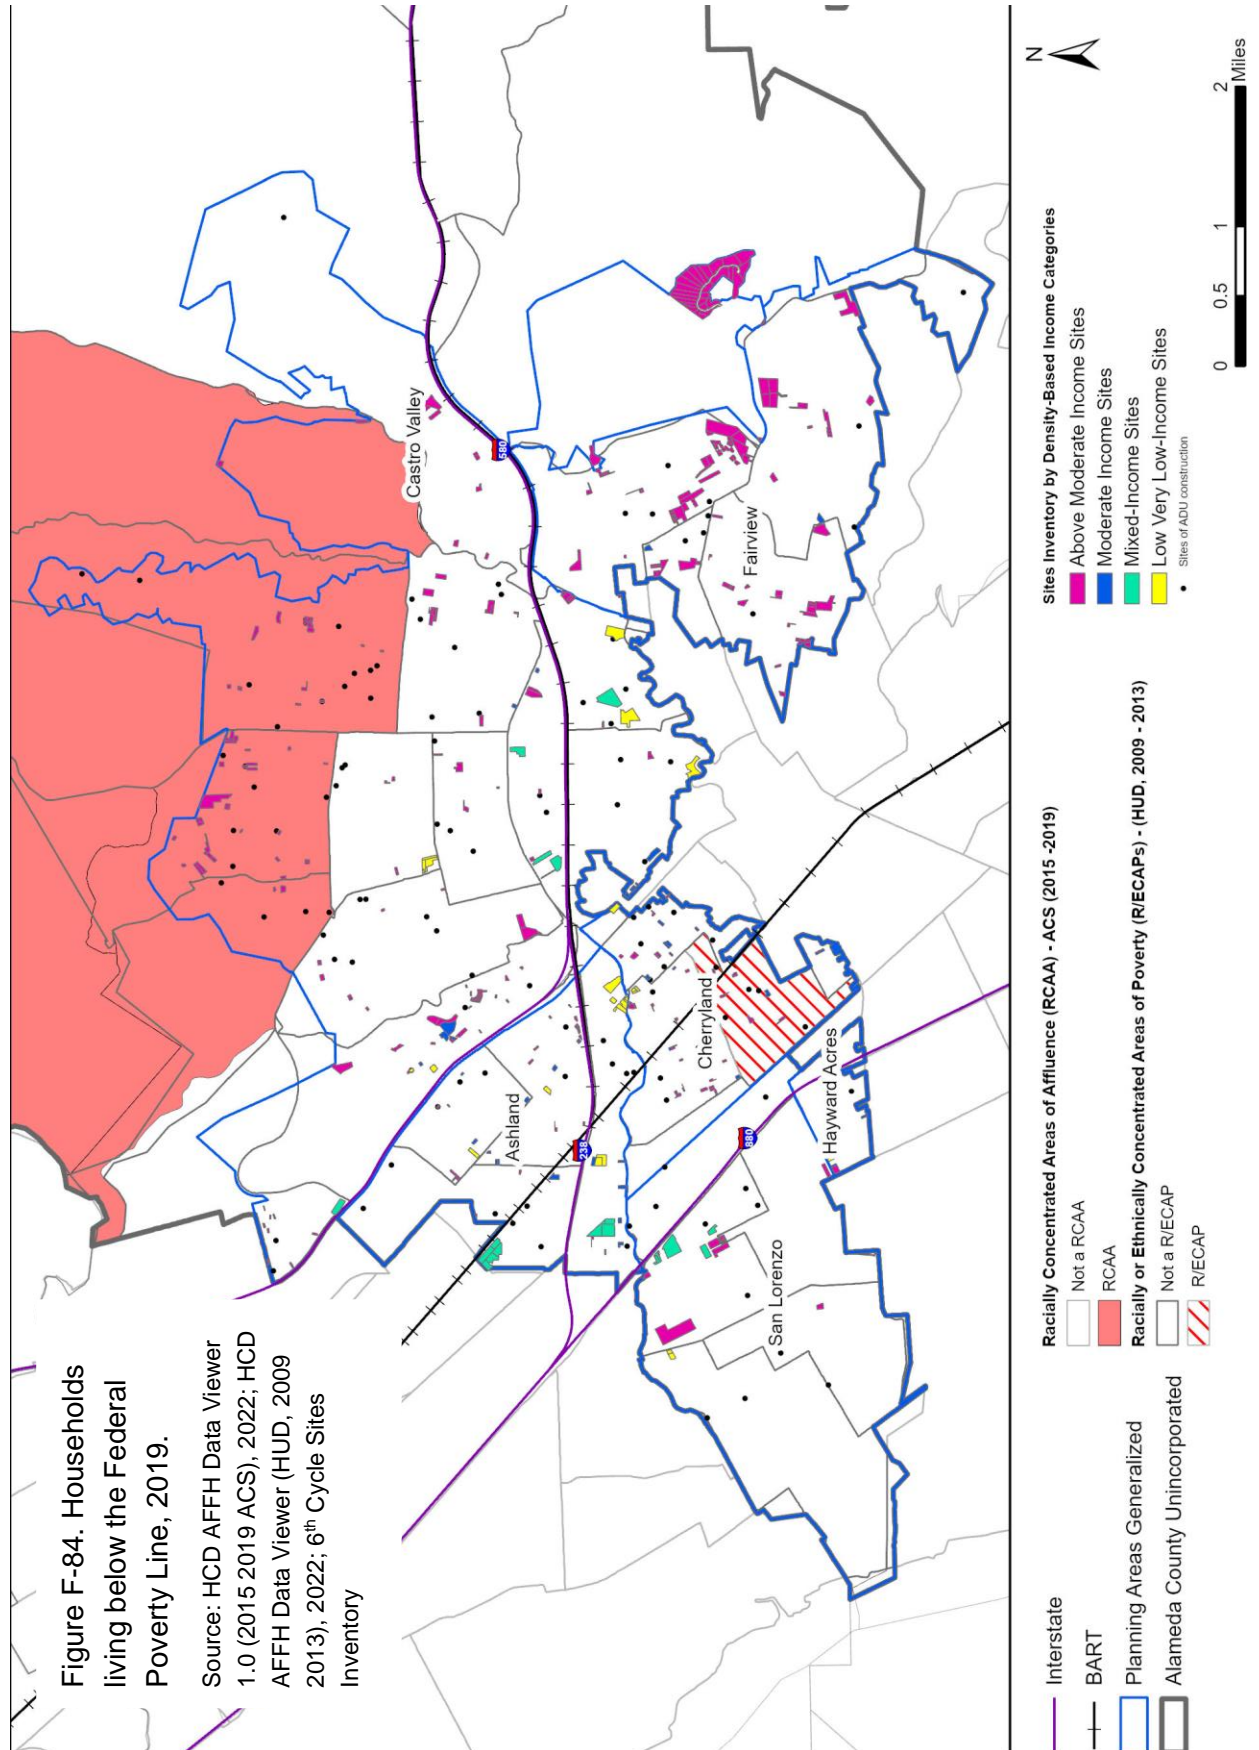 Figure F-84. Households
living below the Federal
Poverty Line, 2019.
Source: HCD AFFH Data Viewer
1.0 (2015 2019 ACS), 2022; HCD
AFFH Data Viewer (HUD, 2009
2013), 2022; 6th Cycle Sites
Inventory
Castro Valley
580
Ashland
238
Fairview
Cherryland
Hayward Acres
880
San Lorenzo
Interstate
BART
Planning Areas Generalized
Alameda County Unincorporated
Racially Concentrated Areas of Affluence (RCAA) - ACS (2015 -2019)
Not a RCAA
RCAA
Racially or Ethnically Concentrated Areas of Poverty (R/ECAPs) - (HUD, 2009 - 2013)
Not a R/ECAP
R/ECAP
Sites Inventory by Density-Based Income Categories
Above Moderate Income Sites
Moderate Income Sites
Mixed-Income Sites
Low Very Low-Income Sites
Sites of ADU construction
N
0 0.5 1 2
Miles